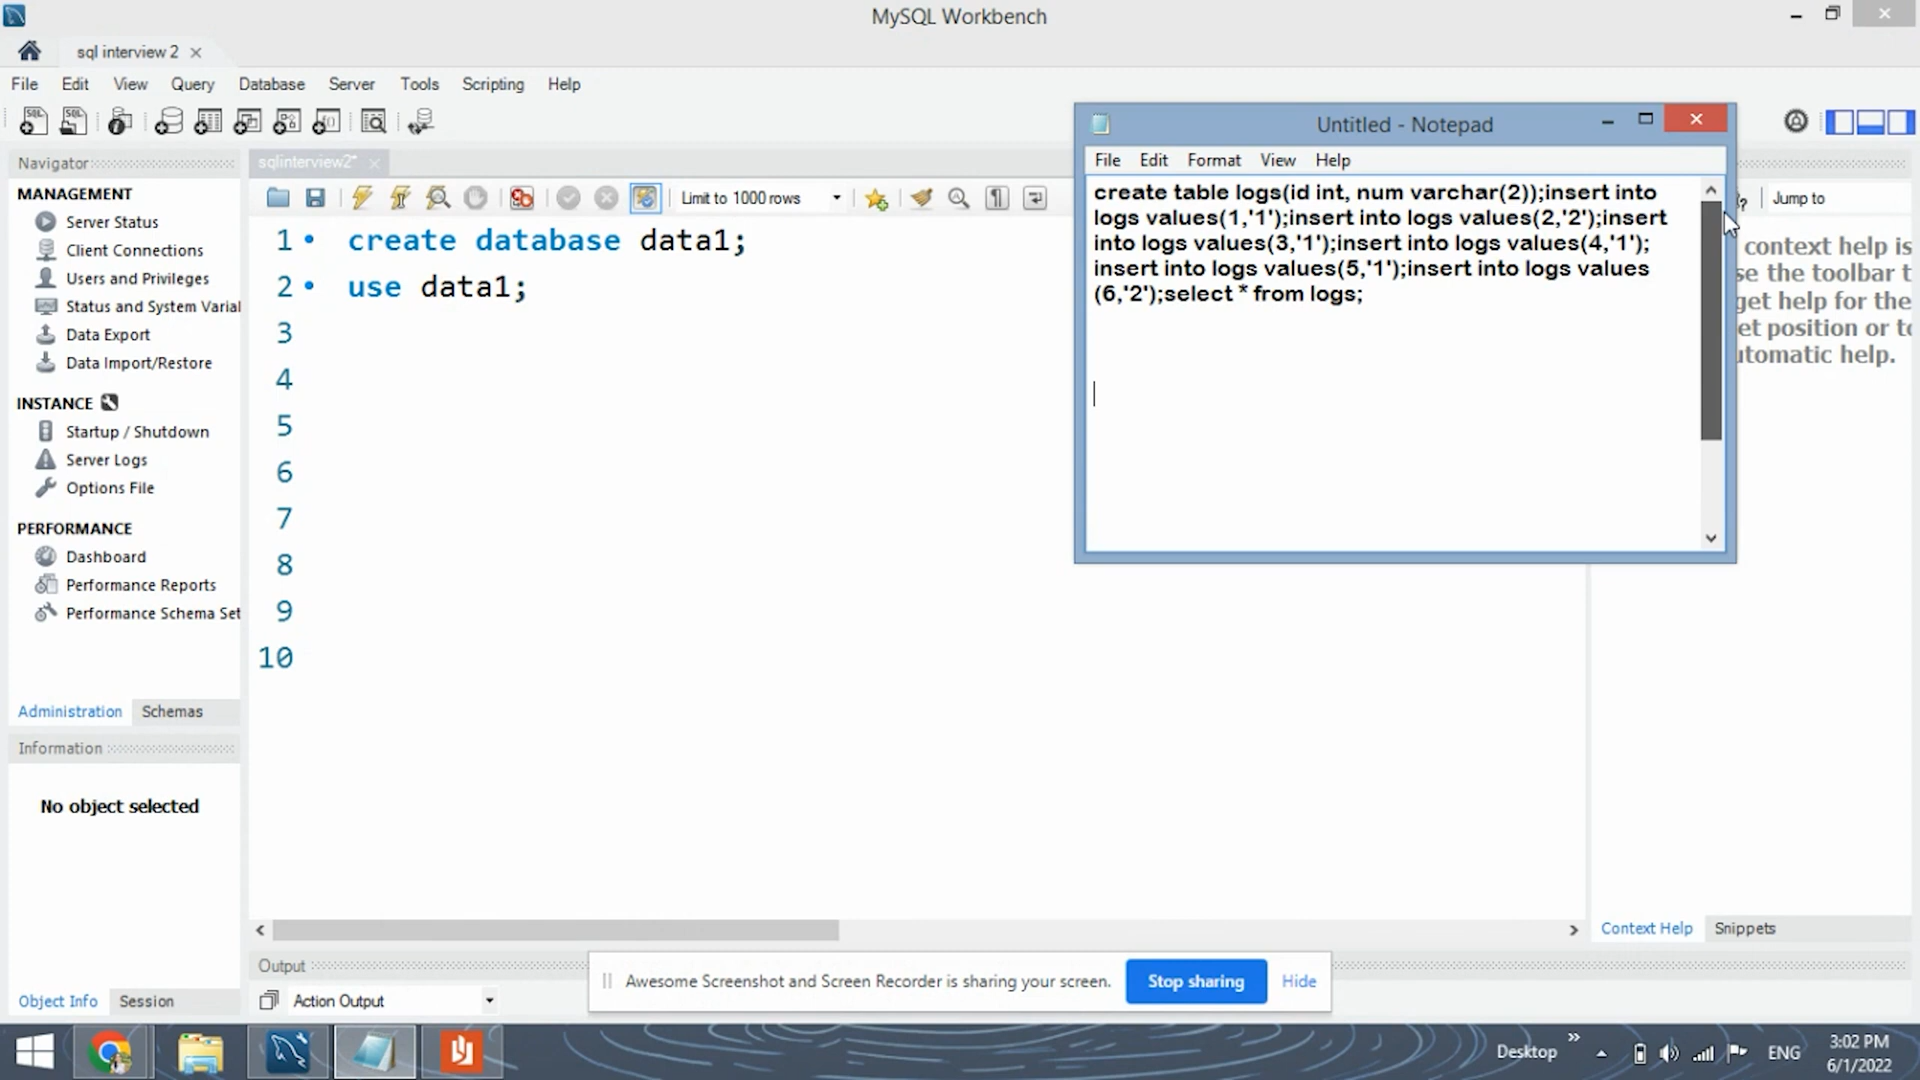 MySQL Workbench
sql interview 2
File Edit View Query Database Server Tools Scripting Help
Navigator
MANAGEMENT
Server Status
Client Connections
Users and Privileges
Status and System Varial
Data Export
Data Import/Restore
INSTANCE
Startup / Shutdown
Server Logs
Options File
PERFORMANCE
Dashboard
Performance Reports
Performance Schema Set
Administration Schemas
Information
No object selected
Object Info Session
sqlinterview2*
Limit to 1000 rows
1 create database data1;
2 use data1;
3
4
5
6
7
8
9
10
Untitled - Notepad
File Edit Format View Help
create table logs(id int, num varchar(2));insert into
logs values(1,'1');insert into logs values(2,'2');insert
into logs values(3,'1');insert into logs values(4,'1');
insert into logs values(5,'1');insert into logs values
(6,'2');select * from logs;
Jump to
context help is
se the toolbar t
get help for the
et position or to
utomatic help.
Context Help Snippets
Output
Action Output
Awesome Screenshot and Screen Recorder is sharing your screen. Stop sharing Hide
Desktop
ENG
3:02 PM
6/1/2022